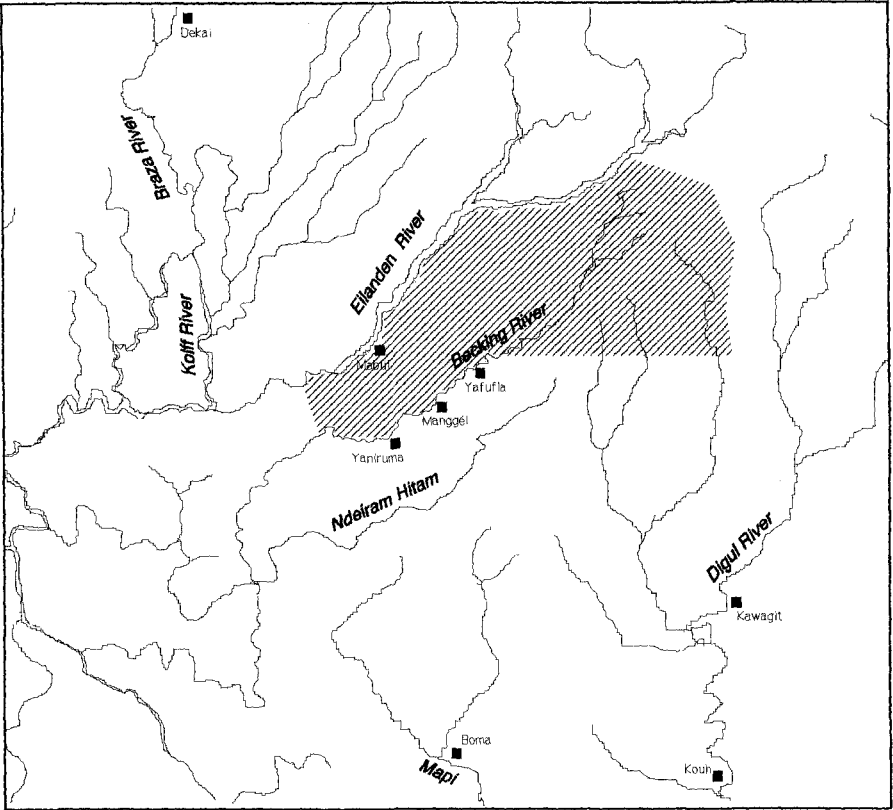 Dekai
Braza River
Eilanden River
Kolff River
Becking River
Mabul
Yafufla
Manggél
Yaniruma
Ndeiram Hitam
Digul River
Kawagit
Boma
Mapi
Kouh